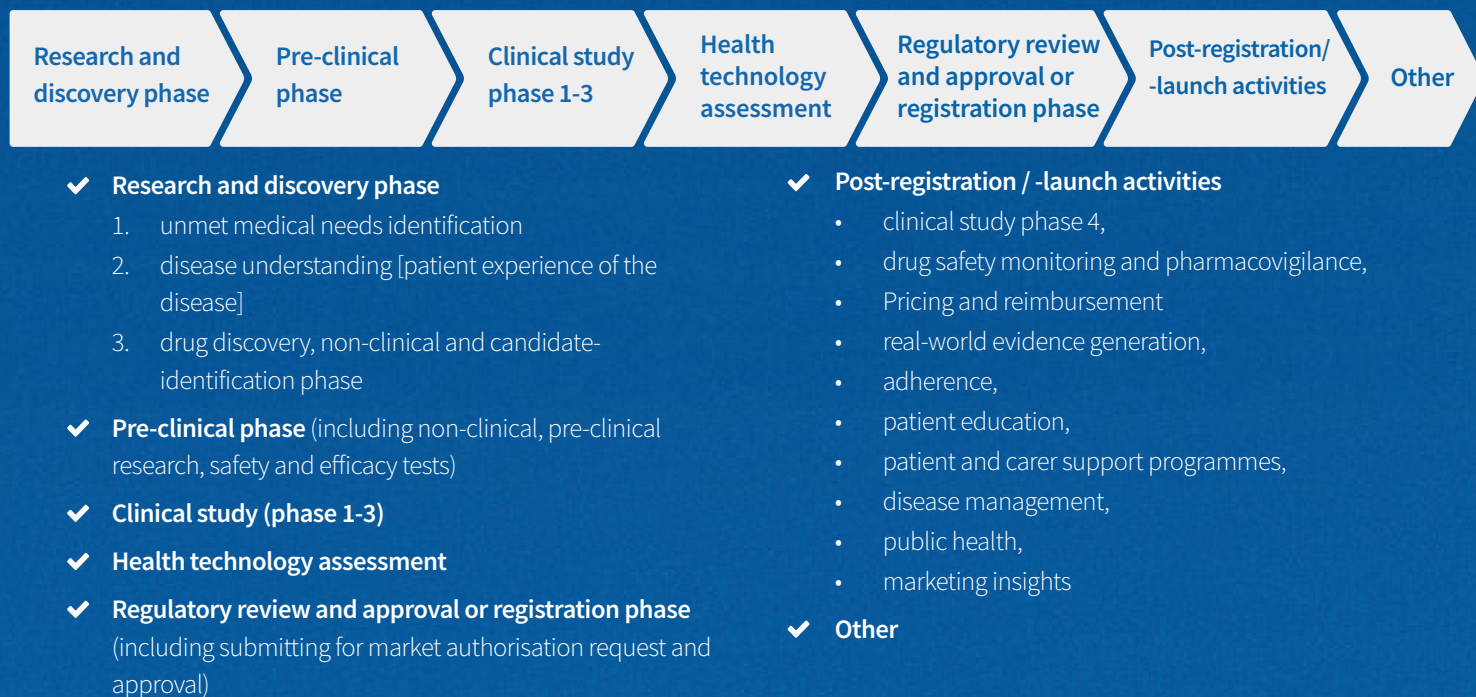 Research and
discovery phase
Pre-clinical
phase
Clinical study
phase 1-3
Health
technology
assessment
Regulatory review
and approval or
registration phase
Post-registration/
-launch activities
Other
✔ Research and discovery phase
1. unmet medical needs identification
2. disease understanding [patient experience of the
disease]
3. drug discovery, non-clinical and candidate-
identification phase
✔ Pre-clinical phase (including non-clinical, pre-clinical
research, safety and efficacy tests)
✔ Clinical study (phase 1-3)
✔ Health technology assessment
✔ Regulatory review and approval or registration phase
(including submitting for market authorisation request and
approval)
✔ Post-registration / -launch activities
• clinical study phase 4,
• drug safety monitoring and pharmacovigilance,
• Pricing and reimbursement
• real-world evidence generation,
• adherence,
• patient education,
• patient and carer support programmes,
• disease management,
• public health,
• marketing insights
✔ Other